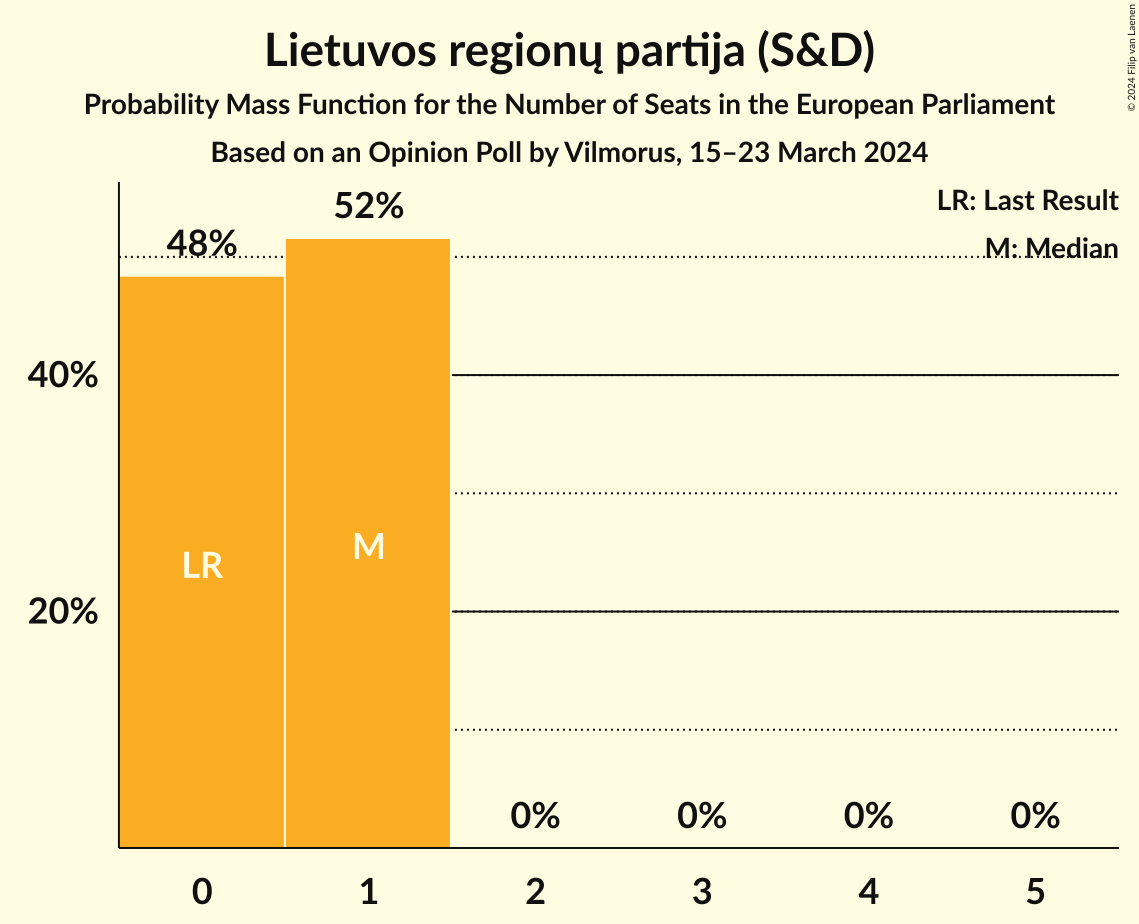 Lietuvos regionų partija (S&D)
Probability Mass Function for the Number of Seats in the European Parliament
Based on an Opinion Poll by Vilmorus, 15–23 March 2024
© 2024 Filip van Laenen
LR: Last Result
M: Median
52%
48%
40%
20%
LR
M
0%
0%
0%
0%
0
1
2
3
4
5